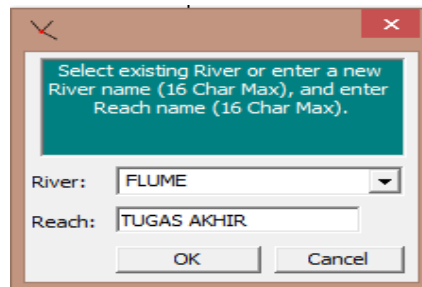 Select existing River or enter a new
River name (16 Char Max), and enter
Reach name (16 Char Max).
River: FLUME
Reach: TUGAS AKHIR
OK Cancel